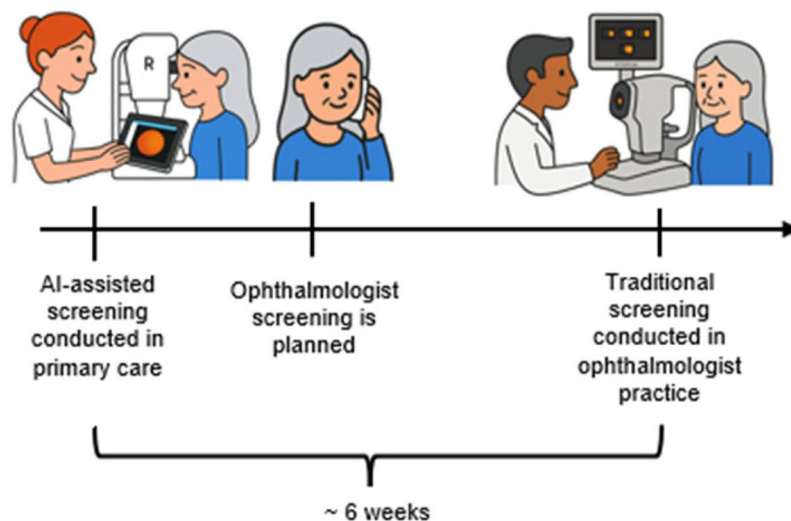 R
AI-assisted
screening
conducted in
primary care
Ophthalmologist
screening is
planned
Traditional
screening
conducted in
ophthalmologist
practice
~ 6 weeks